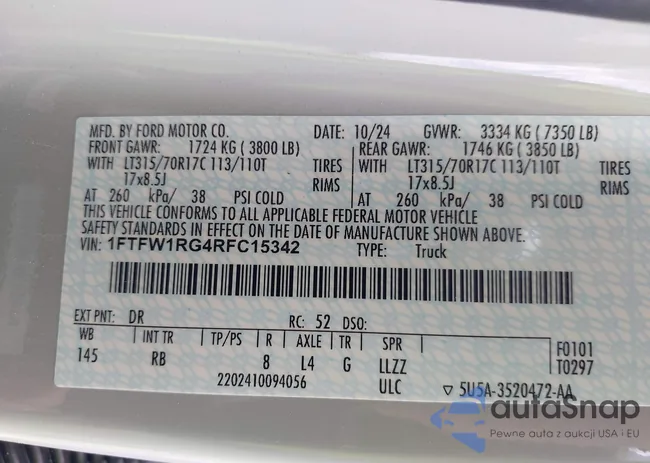 MFD. BY FORD MOTOR CO. DATE: 10/24 GVWR: 3334 KG ( 7350 LB)
FRONT GAWR: 1724 KG ( 3800 LB) REAR GAWR: 1746 KG ( 3850 LB)
WITH LT315/70R17C 113/110T TIRES WITH LT315/70R17C 113/110T TIRES
17x8.5J RIMS 17x8.5J RIMS
AT 260 kPa/ 38 PSI COLD AT 260 kPa/ 38 PSI COLD
THIS VEHICLE CONFORMS TO ALL APPLICABLE FEDERAL MOTOR VEHICLE
SAFETY STANDARDS IN EFFECT ON THE DATE OF MANUFACTURE SHOWN ABOVE.
VIN: 1FTFW1RG4RFC15342 TYPE: Truck
EXT PNT: DR RC: 52 DSO:
WB INT TR TP/PS R AXLE TR SPR F0101
145 RB 8 L4 G LLZZ T0297
2202410094056 ULC ▽ 5U5A-3520472-AA
autaSnap
Pewne auta z aukcji USA i EU